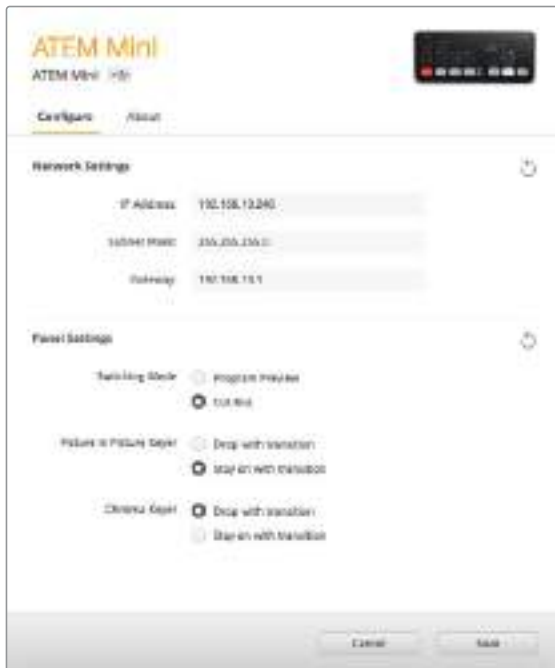 ATEM Mini
ATEM Mini
Configure About
Network Settings
IP Address 192.168.10.240
Subnet Mask 255.255.255.0
Gateway 192.168.10.1
Panel Settings
Switching Mode Program Preview
Cut Bus
Picture in Picture Keyer Drop with transition
Stay on with transition
Chroma Keyer Drop with transition
Stay on with transition
Cancel Save